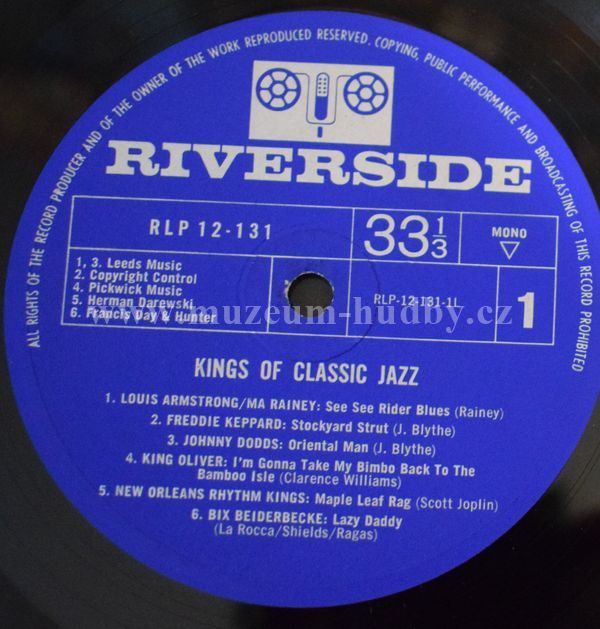 ALL RIGHTS OF THE RECORD PRODUCER AND OF THE OWNER OF THE WORK REPRODUCED RESERVED. COPYING, PUBLIC PERFORMANCE AND BROADCASTING OF THIS RECORD PROHIBITED
RIVERSIDE
RLP 12-131
33 1/3
MONO
1, 3. Leeds Music
2. Copyright Control
4. Pickwick Music
5. Herman Darewski
6. Francis Day & Hunter
RLP-12-131-1L
1
www.muzeum-hudby.cz
KINGS OF CLASSIC JAZZ
1. LOUIS ARMSTRONG/MA RAINEY: See See Rider Blues (Rainey)
2. FREDDIE KEPPARD: Stockyard Strut (J. Blythe)
3. JOHNNY DODDS: Oriental Man (J. Blythe)
4. KING OLIVER: I'm Gonna Take My Bimbo Back To The
Bamboo Isle (Clarence Williams)
5. NEW ORLEANS RHYTHM KINGS: Maple Leaf Rag (Scott Joplin)
6. BIX BEIDERBECKE: Lazy Daddy
(La Rocca/Shields/Ragas)